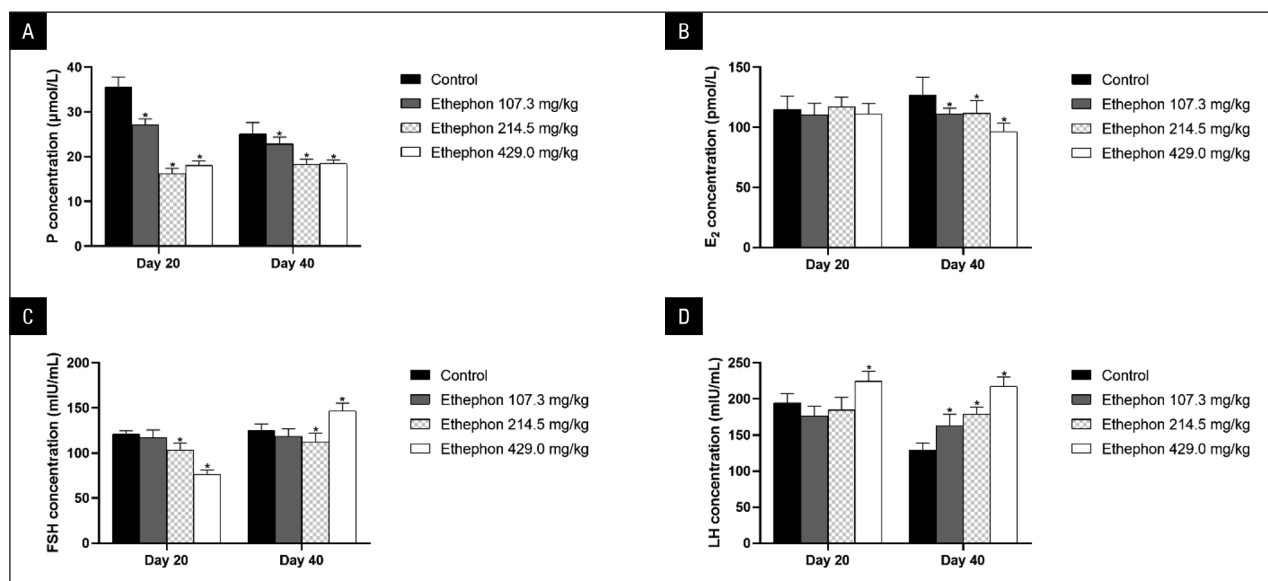 A
P concentration (µmol/L)
40
30
20
10
0
* * * * * *
Day 20 Day 40
Control
Ethephon 107.3 mg/kg
Ethephon 214.5 mg/kg
Ethephon 429.0 mg/kg
B
E₂ concentration (pmol/L)
150
100
50
0
* * *
Day 20 Day 40
Control
Ethephon 107.3 mg/kg
Ethephon 214.5 mg/kg
Ethephon 429.0 mg/kg
C
FSH concentration (mIU/mL)
200
150
100
50
0
* * * *
Day 20 Day 40
Control
Ethephon 107.3 mg/kg
Ethephon 214.5 mg/kg
Ethephon 429.0 mg/kg
D
LH concentration (mIU/mL)
250
200
150
100
50
0
* * * *
Day 20 Day 40
Control
Ethephon 107.3 mg/kg
Ethephon 214.5 mg/kg
Ethephon 429.0 mg/kg